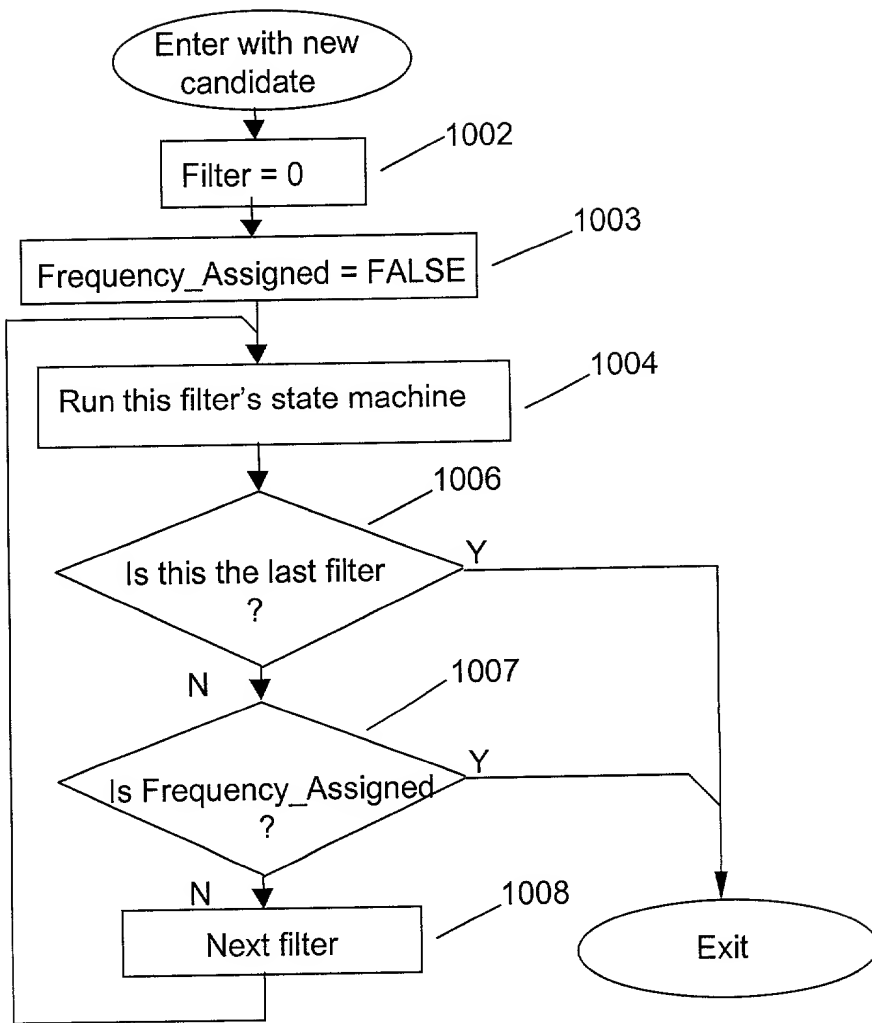 Enter with new
candidate
1002
Filter = 0
1003
Frequency_Assigned = FALSE
1004
Run this filter's state machine
1006
Is this the last filter
?
Y
N
1007
Is Frequency_Assigned
?
Y
N
1008
Next filter
Exit